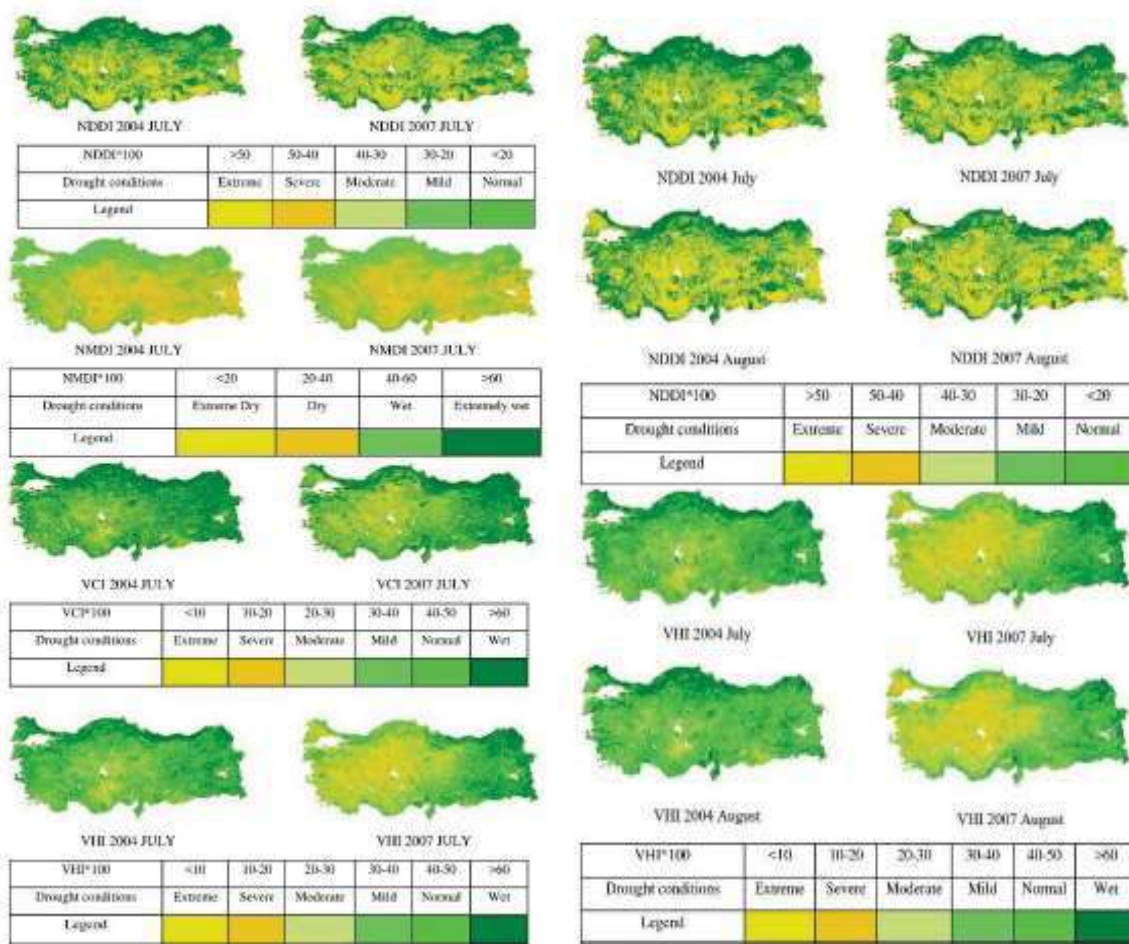 NDDI 2004 JULY
NDDI 2007 JULY
NDDI*100 >50 50-40 40-30 30-20 <20
Drought conditions Extreme Severe Moderate Mild Normal
Legend
NMDI 2004 JULY
NMDI 2007 JULY
NMDI*100 <20 20-40 40-60 >60
Drought conditions Extreme Dry Dry Wet Extremely wet
Legend
VCI 2004 JULY
VCI 2007 JULY
VCI*100 <10 10-20 20-30 30-40 40-50 >60
Drought conditions Extreme Severe Moderate Mild Normal Wet
Legend
VHI 2004 JULY
VHI 2007 JULY
VHI*100 <10 10-20 20-30 30-40 40-50 >60
Drought conditions Extreme Severe Moderate Mild Normal Wet
Legend
NDDI 2004 July
NDDI 2007 July
NDDI 2004 August
NDDI 2007 August
NDDI*100 >50 50-40 40-30 30-20 <20
Drought conditions Extreme Severe Moderate Mild Normal
Legend
VHI 2004 July
VHI 2007 July
VHI 2004 August
VHI 2007 August
VHI*100 <10 10-20 20-30 30-40 40-50 >60
Drought conditions Extreme Severe Moderate Mild Normal Wet
Legend